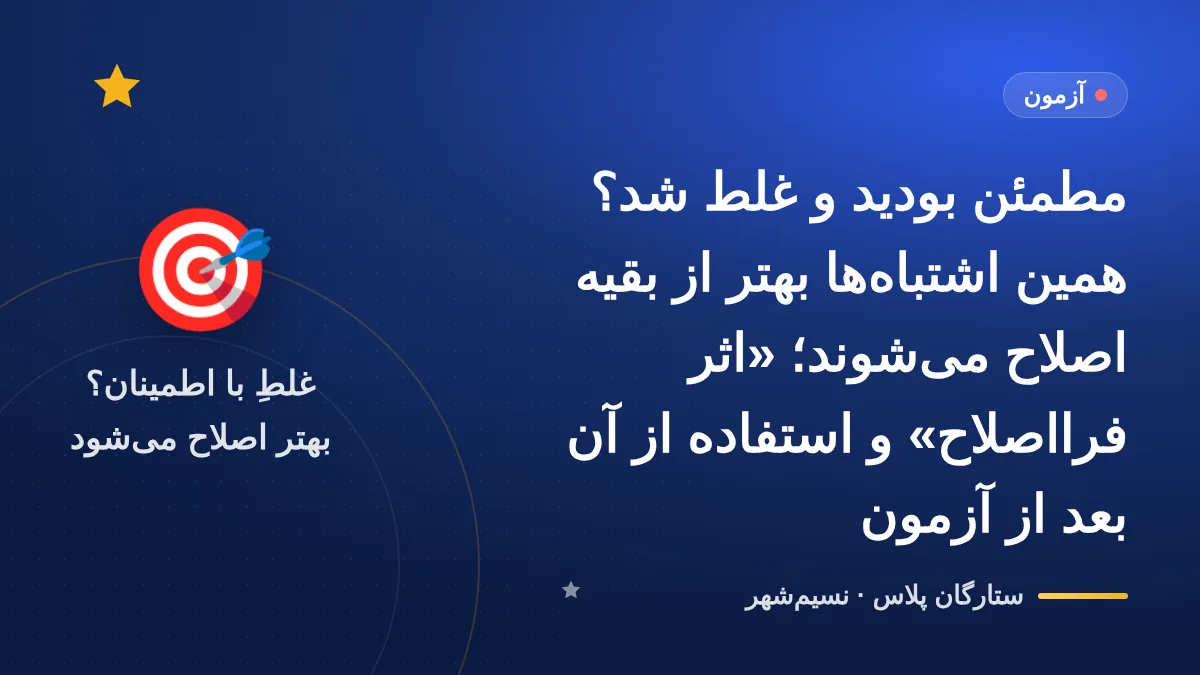 آزمون
مطمئن بودید و غلط شد؟
همین اشتباه‌ها بهتر از بقیه
اصلاح می‌شوند؛ «اثر
فرااصلاح» و استفاده از آن
بعد از آزمون
ستارگان پلاس · نسیم‌شهر
غلطِ با اطمینان؟
بهتر اصلاح می‌شود